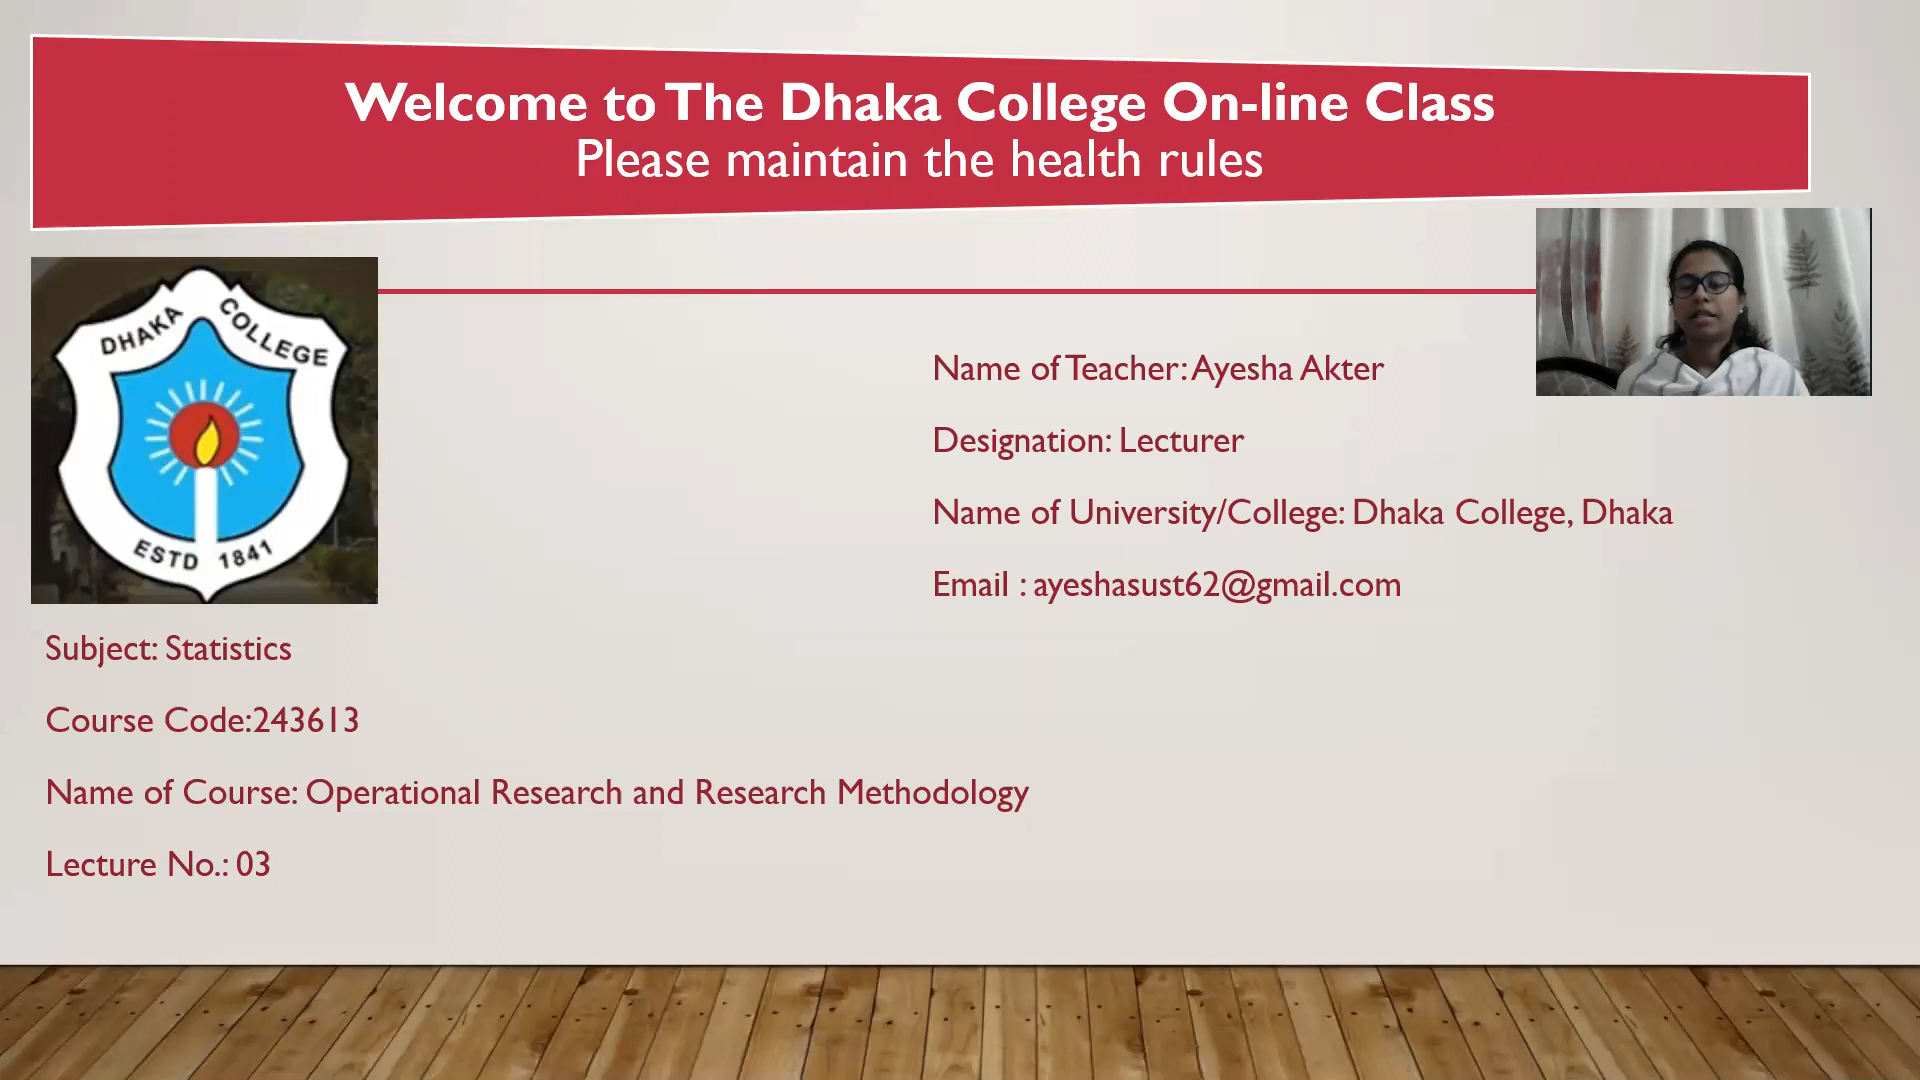 Welcome to The Dhaka College On-line Class
Please maintain the health rules
DHAKA COLLEGE
ESTD 1841
Name of Teacher: Ayesha Akter
Designation: Lecturer
Name of University/College: Dhaka College, Dhaka
Email : ayeshasust62@gmail.com
Subject: Statistics
Course Code:243613
Name of Course: Operational Research and Research Methodology
Lecture No.: 03